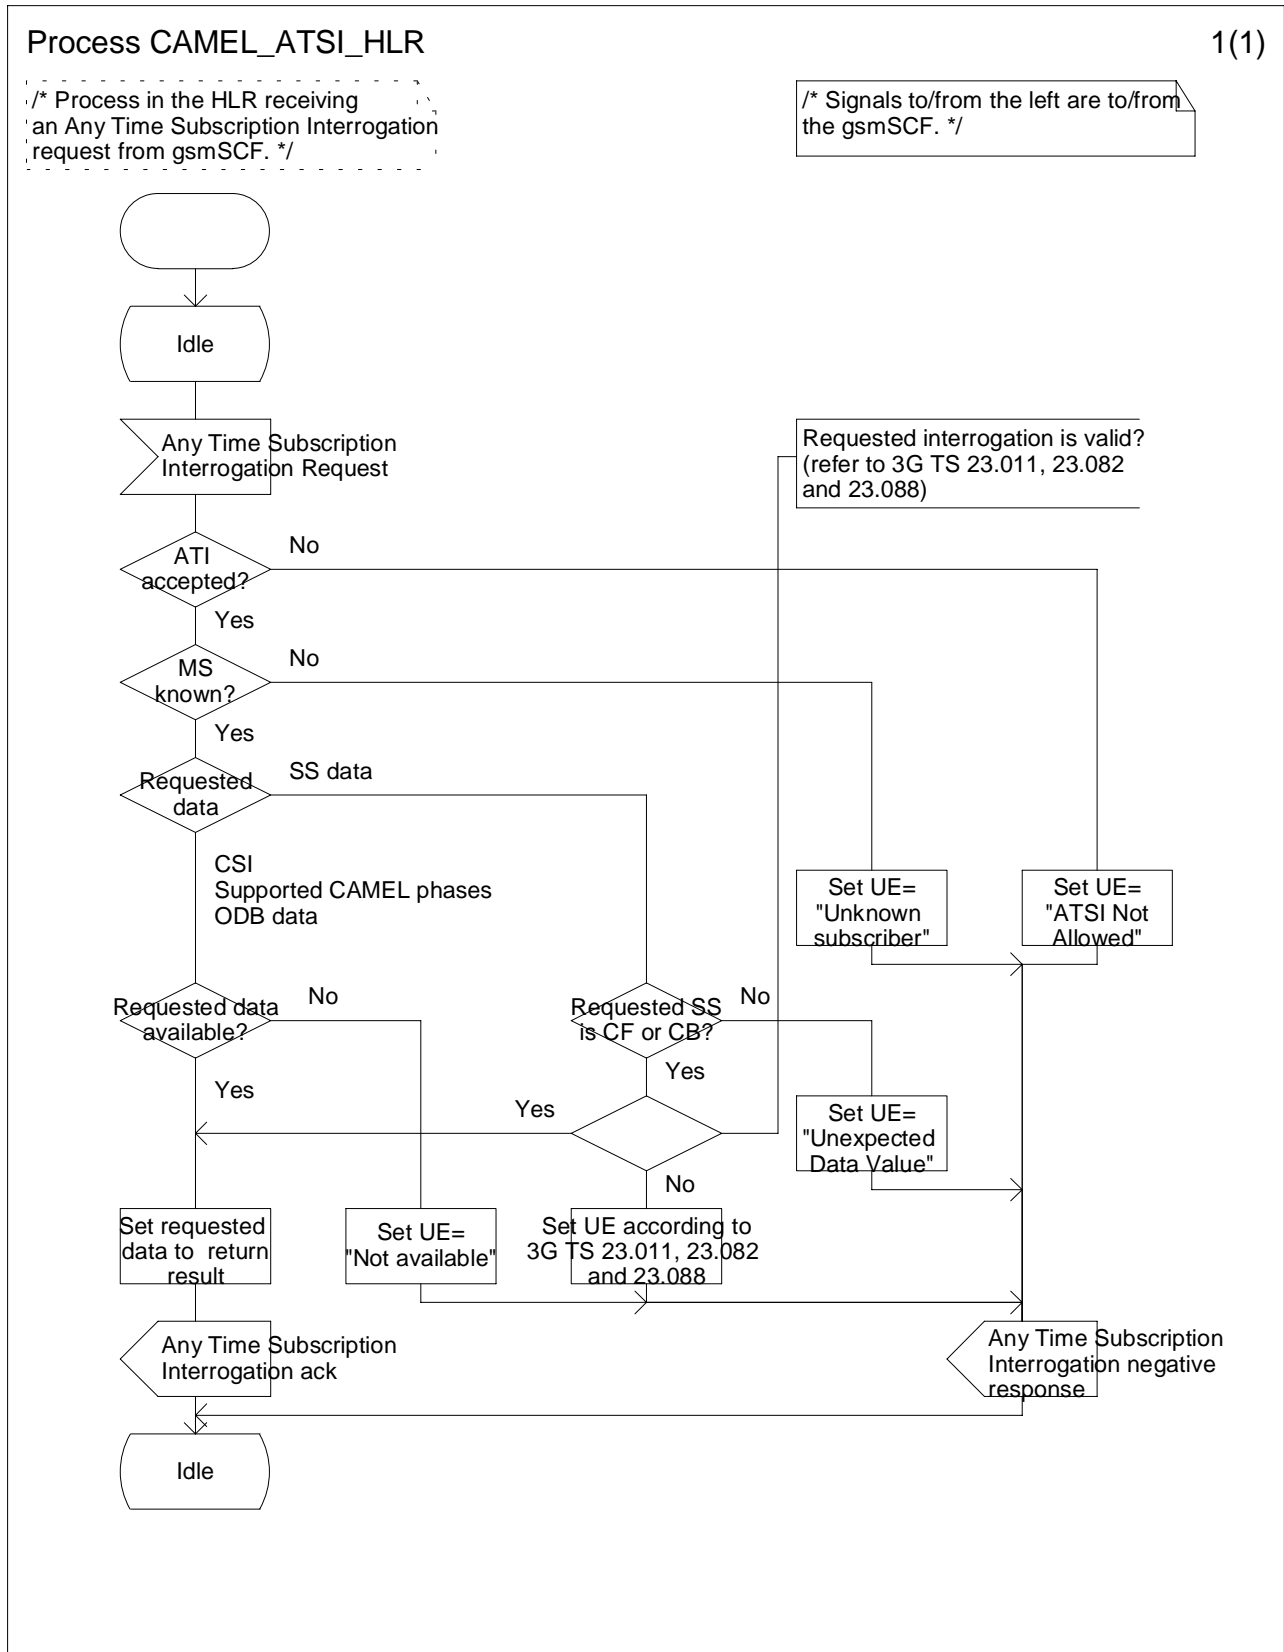 Process CAMEL_ATSI_HLR
1(1)
/* Process in the HLR receiving
an Any Time Subscription Interrogation
request from gsmSCF. */
/* Signals to/from the left are to/from
the gsmSCF. */
Idle
Any Time Subscription
Interrogation Request
Requested interrogation is valid?
(refer to 3G TS 23.011, 23.082
and 23.088)
ATI
accepted?
No
Yes
MS
known?
No
Yes
Requested
data
SS data
CSI
Supported CAMEL phases
ODB data
Set UE=
"Unknown
subscriber"
Set UE=
"ATSI Not
Allowed"
Requested data
available?
No
Yes
Requested SS
is CF or CB?
No
Yes
Yes
No
Set UE=
"Unexpected
Data Value"
Set requested
data to  return
result
Set UE=
"Not available"
Set UE according to
3G TS 23.011, 23.082
and 23.088
Any Time Subscription
Interrogation ack
Any Time Subscription
Interrogation negative
response
Idle